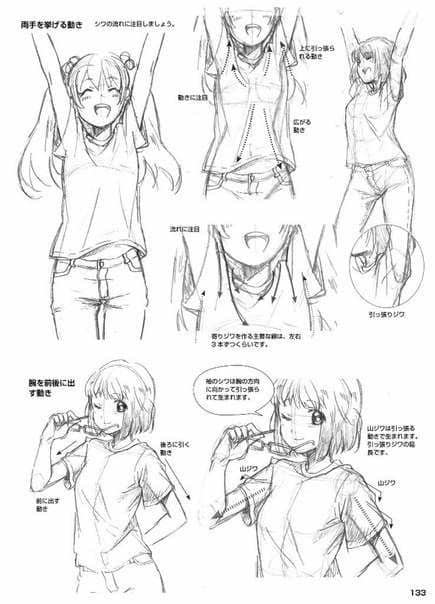 両手を挙げる動き
シワの流れに注目しましょう。
上に引っ張
られる動き
動きに注目
広がる
動き
流れに注目
寄りジワを作る主要な線は、左右
3本ずつくらいです。
引っ張りジワ
腕を前後に出
す動き
後ろに引く
動き
前に出す
動き
袖のシワは腕の方向
に向かって引っ張ら
れて生まれます。
山ジワは引っ張る
動きで生まれます。
引っ張りジワの延
長です。
山ジワ
山ジワ
133